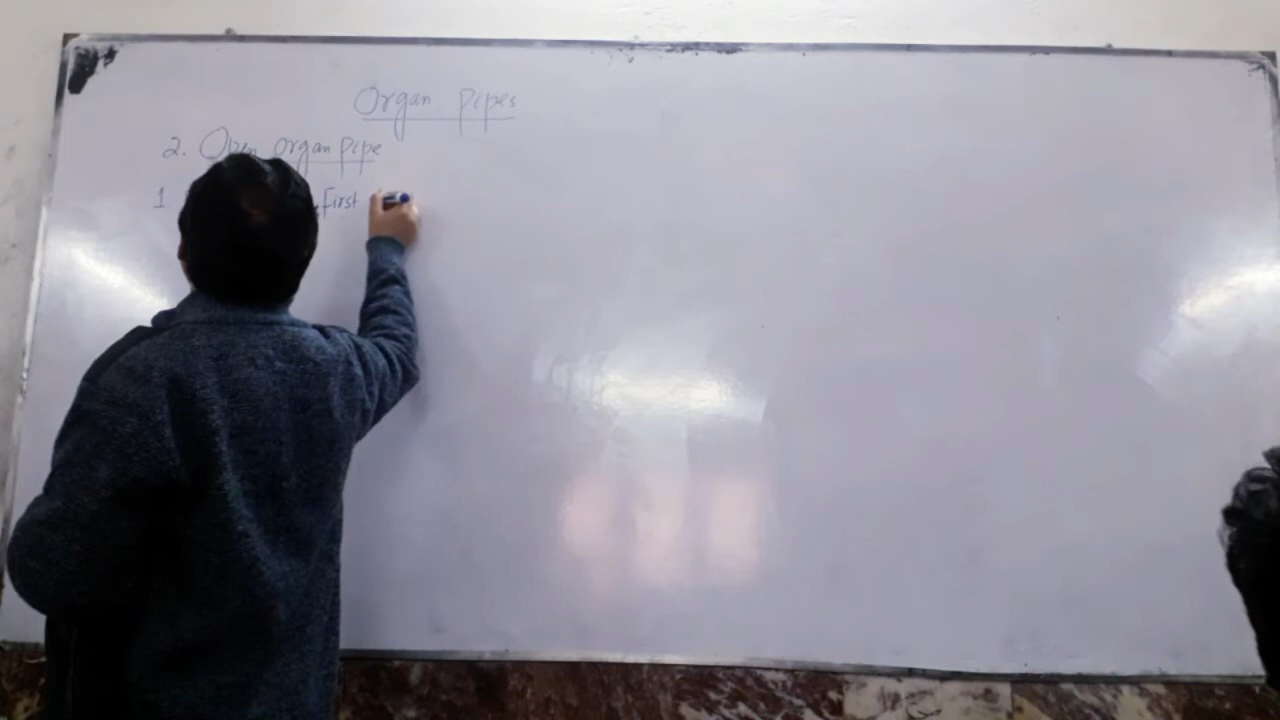 Organ Pipes
2. Open organ pipe
1. First